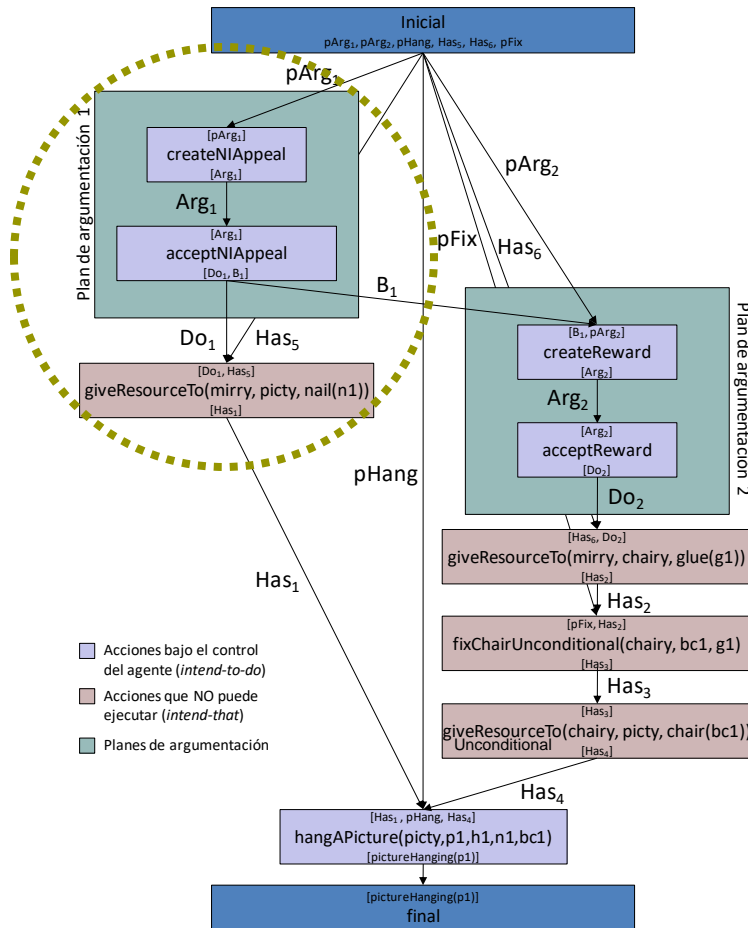 Inicial
pArg₁, pArg₂, pHang, Has₅, Has₆, pFix
pArg₁
Plan de argumentación 1
[pArg₁]
createNIAppeal
[Arg₁]
Arg₁
[Arg₁]
acceptNIAppeal
[Do₁, B₁]
pArg₂
pFix
Has₆
B₁
Do₁
Has₅
Plan de argumentación 2
[B₁, pArg₂]
createReward
[Arg₂]
Arg₂
[Arg₂]
acceptReward
[Do₂]
Do₂
[Do₁, Has₅]
giveResourceTo(mirry, picty, nail(n1))
[Has₁]
pHang
[Has₆, Do₂]
giveResourceTo(mirry, chairy, glue(g1))
[Has₂]
Has₁
Has₂
[pFix, Has₂]
fixChairUnconditional(chairy, bc1, g1)
[Has₃]
Has₃
[Has₃]
giveResourceTo(chairy, picty, chair(bc1))
Unconditional
[Has₄]
Has₄
Acciones bajo el control
del agente (intend-to-do)
Acciones que NO puede
ejecutar (intend-that)
Planes de argumentación
[Has₁, pHang, Has₄]
hangAPicture(picty,p1,h1,n1,bc1)
[pictureHanging(p1)]
[pictureHanging(p1)]
final